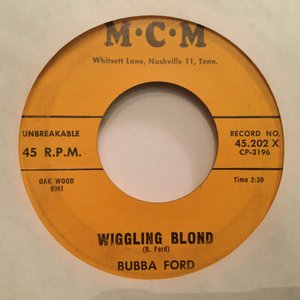 M·C·M
Whitsett Lane, Nashville 11, Tenn.
UNBREAKABLE
45 R.P.M.
RECORD NO.
45.202 X
CP-3196
OAK WOOD
BMI
Time 2:20
WIGGLING BLOND
(B. Ford)
BUBBA FORD